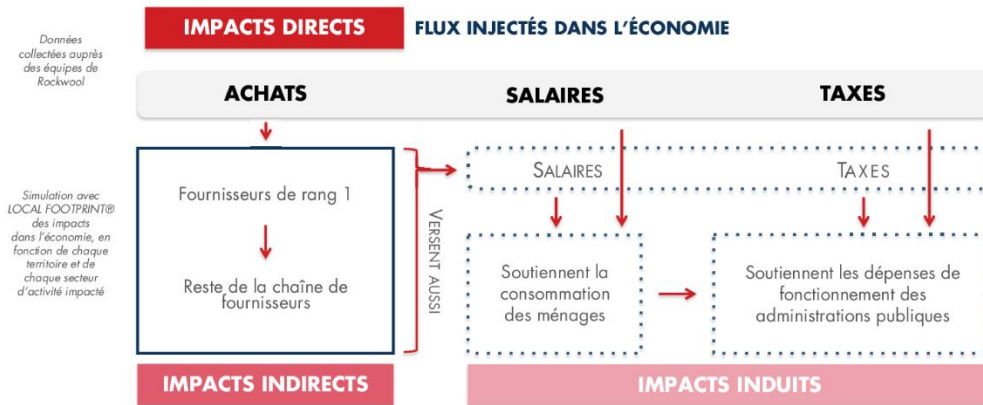 IMPACTS DIRECTS
FLUX INJECTÉS DANS L'ÉCONOMIE
Données
collectées auprès
des équipes de
Rockwool
ACHATS
SALAIRES
TAXES
Simulation avec
LOCAL FOOTPRINT®
des impacts
dans l'économie, en
fonction de chaque
territoire et de
chaque secteur
d'activité impacté
Fournisseurs de rang 1
Reste de la chaîne de
fournisseurs
VERSENT AUSSI
SALAIRES
TAXES
Soutiennent la
consommation
des ménages
Soutiennent les dépenses de
fonctionnement des
administrations publiques
IMPACTS INDIRECTS
IMPACTS INDUITS